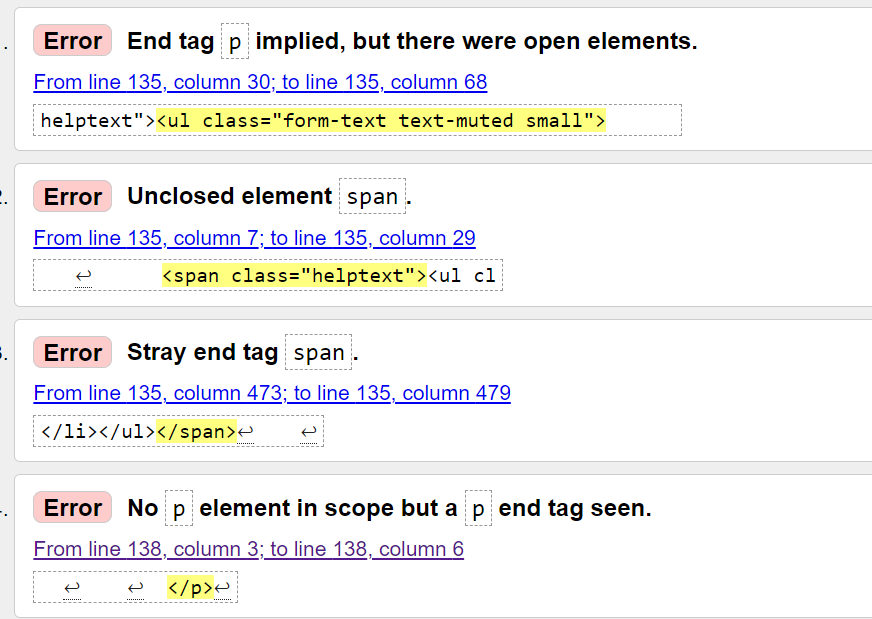 . Error End tag p implied, but there were open elements.
From line 135, column 30; to line 135, column 68
helptext"><ul class="form-text text-muted small">
2. Error Unclosed element span.
From line 135, column 7; to line 135, column 29
↩ <span class="helptext"><ul cl
3. Error Stray end tag span.
From line 135, column 473; to line 135, column 479
</li></ul></span>↩ ↩
. Error No p element in scope but a p end tag seen.
From line 138, column 3; to line 138, column 6
↩ ↩ </p>↩